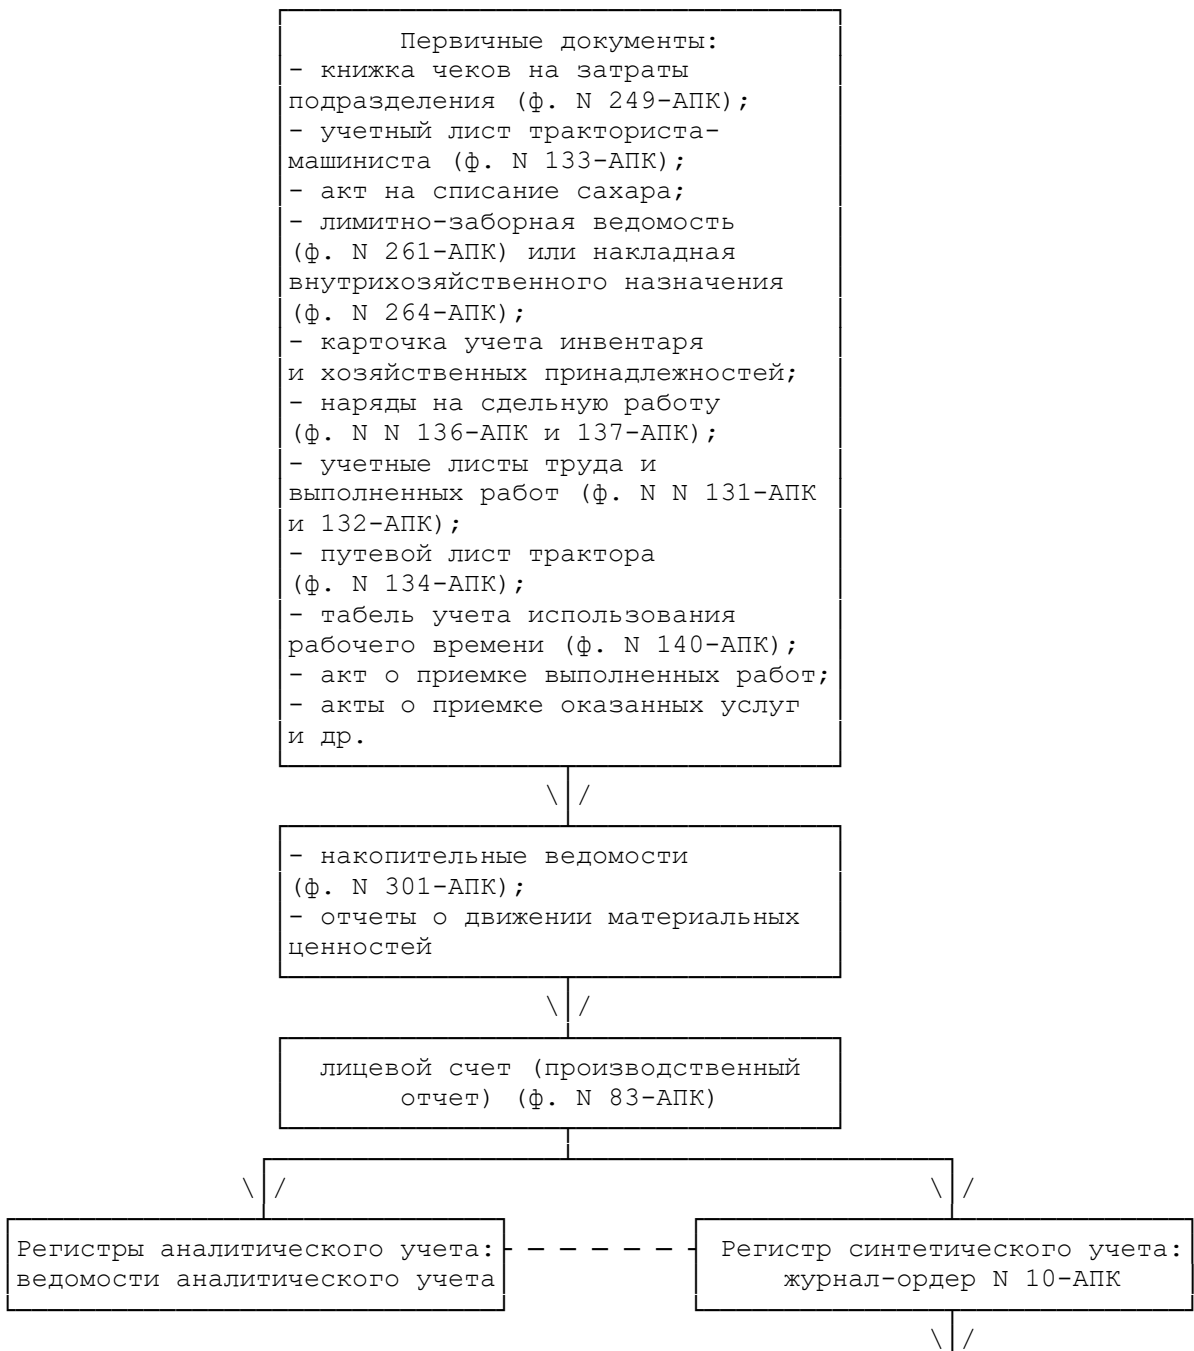 Первичные документы:
- книжка чеков на затраты
подразделения (ф. N 249-АПК);
- учетный лист тракториста-
машиниста (ф. N 133-АПК);
- акт на списание сахара;
- лимитно-заборная ведомость
(ф. N 261-АПК) или накладная
внутрихозяйственного назначения
(ф. N 264-АПК);
- карточка учета инвентаря
и хозяйственных принадлежностей;
- наряды на сдельную работу
(ф. N N 136-АПК и 137-АПК);
- учетные листы труда и
выполненных работ (ф. N N 131-АПК
и 132-АПК);
- путевой лист трактора
(ф. N 134-АПК);
- табель учета использования
рабочего времени (ф. N 140-АПК);
- акт о приемке выполненных работ;
- акты о приемке оказанных услуг
и др.
- накопительные ведомости
(ф. N 301-АПК);
- отчеты о движении материальных
ценностей
лицевой счет (производственный
отчет) (ф. N 83-АПК)
Регистры аналитического учета:
ведомости аналитического учета
Регистр синтетического учета:
журнал-ордер N 10-АПК